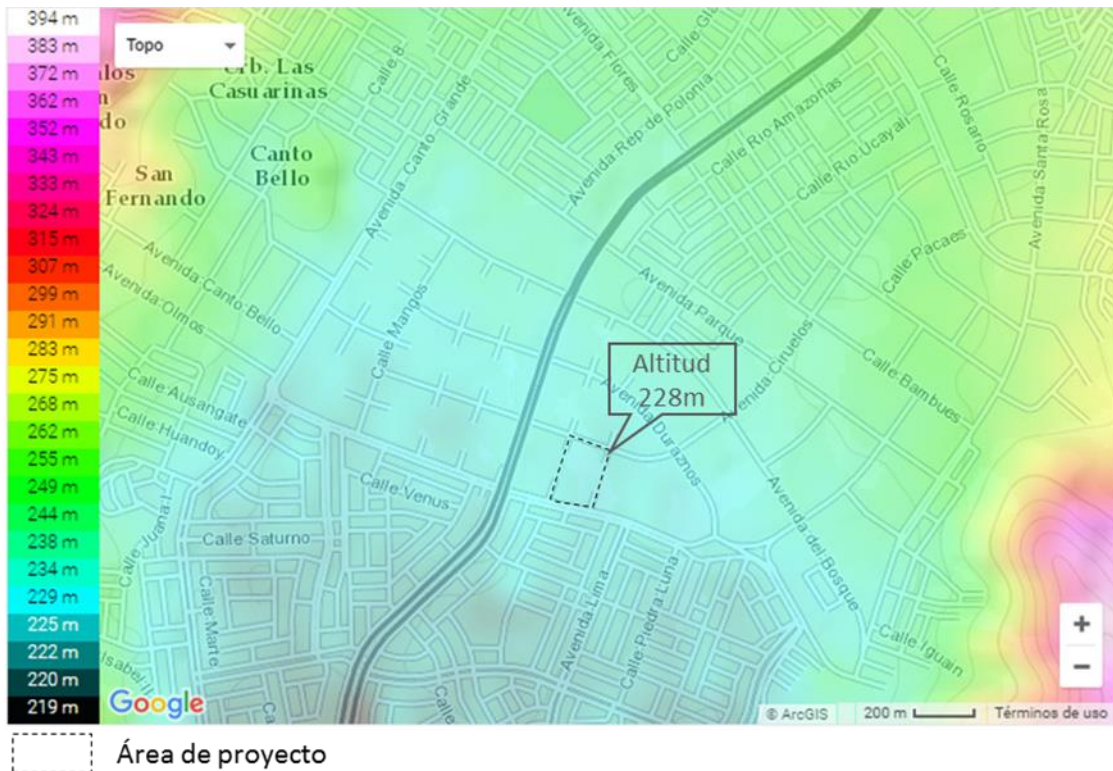 394 m
383 m
372 m
362 m
352 m
343 m
333 m
324 m
315 m
307 m
299 m
291 m
283 m
275 m
268 m
262 m
255 m
249 m
244 m
238 m
234 m
229 m
225 m
222 m
220 m
219 m
Topo
Urb. Las
Casuarinas
Canto
Bello
San
Fernando
Calle
Avenida Canto Grande
Avenida Flores
Avenida Rep de Polonia
Calle Rio Amazonas
Calle Rio Ucayali
Calle Rosario
Avenida Santa Rosa
Calle Pacaes
Avenida Canto Bello
Avenida Olmos
Calle Mangos
Avenida Parque
Avenida Ciruelos
Calle Bambues
Calle Ausangate
Calle Huandoy
Altitud
228m
Avenida Duraznos
Calle Venus
Calle Juana I
Calle Saturno
Calle Marte
Avenida Lima
Calle Piedra Luna
Avenida del Bosque
Calle Iguain
+
−
Google
© ArcGIS
200 m
Términos de uso
Área de proyecto